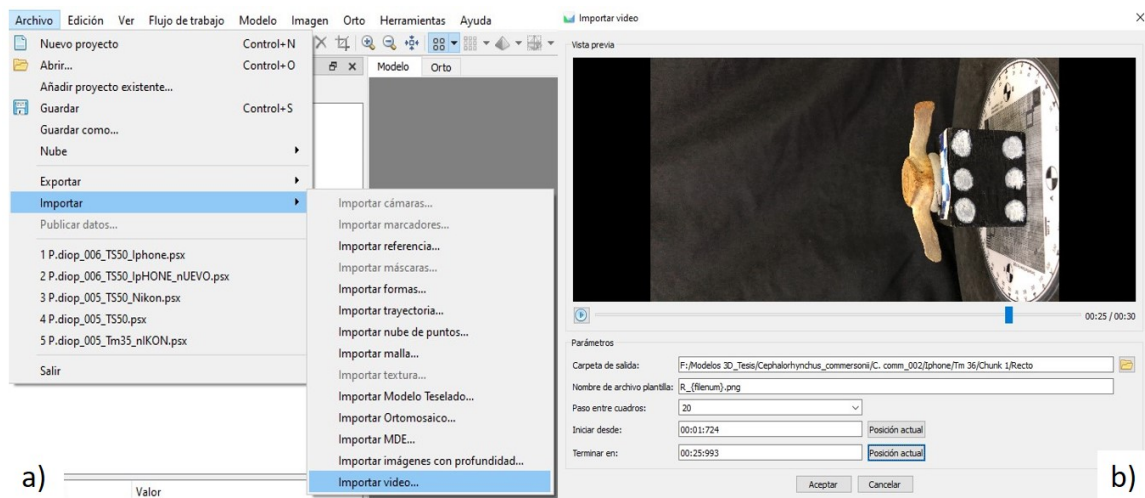 Archivo Edición Ver Flujo de trabajo Modelo Imagen Orto Herramientas Ayuda
Nuevo proyecto Control+N
Abrir... Control+O
Añadir proyecto existente...
Guardar Control+S
Guardar como...
Nube
Exportar
Importar
Publicar datos...
1 P.diop_006_TS50_Iphone.psx
2 P.diop_006_TS50_IpHONE_nUEVO.psx
3 P.diop_005_TS50_Nikon.psx
4 P.diop_005_TS50.psx
5 P.diop_005_Tm35_nIKON.psx
Salir
Modelo Orto
Importar cámaras...
Importar marcadores...
Importar referencia...
Importar máscaras...
Importar formas...
Importar trayectoria...
Importar nube de puntos...
Importar malla...
Importar textura...
Importar Modelo Teselado...
Importar Ortomosaico...
Importar MDE...
Importar imágenes con profundidad...
Importar video...
Valor
a)
Importar video
Vista previa
00:25 / 00:30
Parámetros
Carpeta de salida: F:/Modelos 3D_Tesis/Cephalorhynchus_commersoni/C. comm_002/Iphone/Tm 36/Chunk 1/Recto
Nombre de archivo plantilla: R_{filenum}.png
Paso entre cuadros: 20
Iniciar desde: 00:01:724 Posición actual
Terminar en: 00:25:993 Posición actual
Aceptar Cancelar
b)